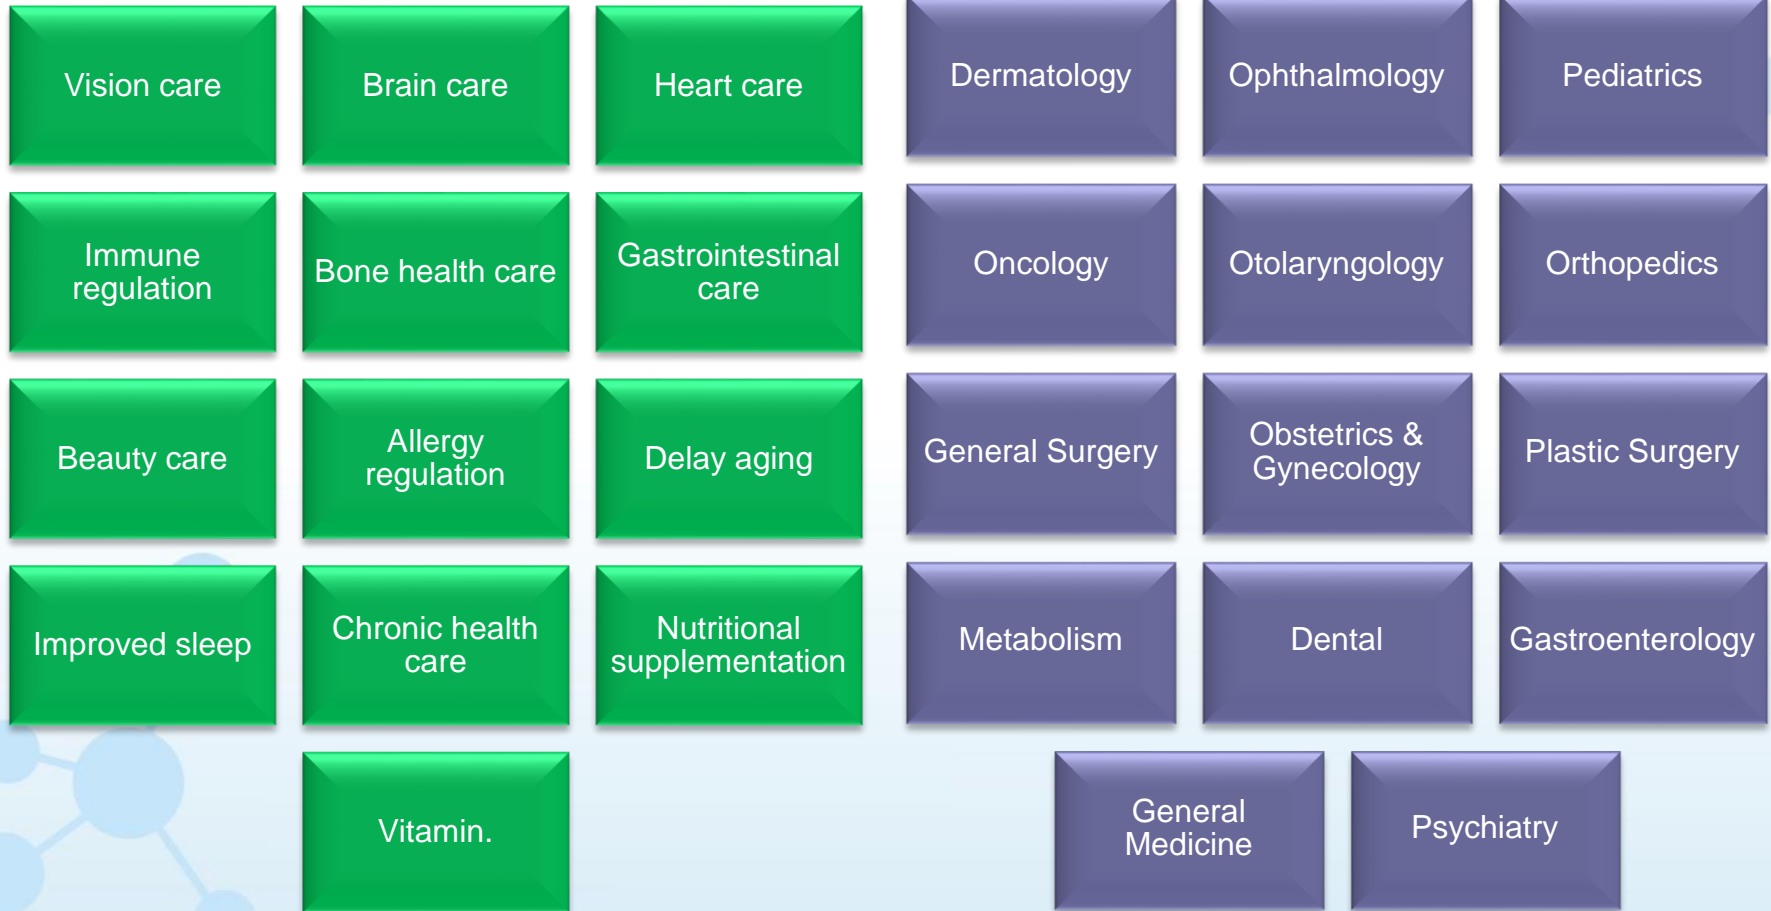 Vision care
Brain care
Heart care
Immune
regulation
Bone health care
Gastrointestinal
care
Beauty care
Allergy
regulation
Delay aging
Improved sleep
Chronic health
care
Nutritional
supplementation
Vitamin.
Dermatology
Ophthalmology
Pediatrics
Oncology
Otolaryngology
Orthopedics
General Surgery
Obstetrics &
Gynecology
Plastic Surgery
Metabolism
Dental
Gastroenterology
General
Medicine
Psychiatry